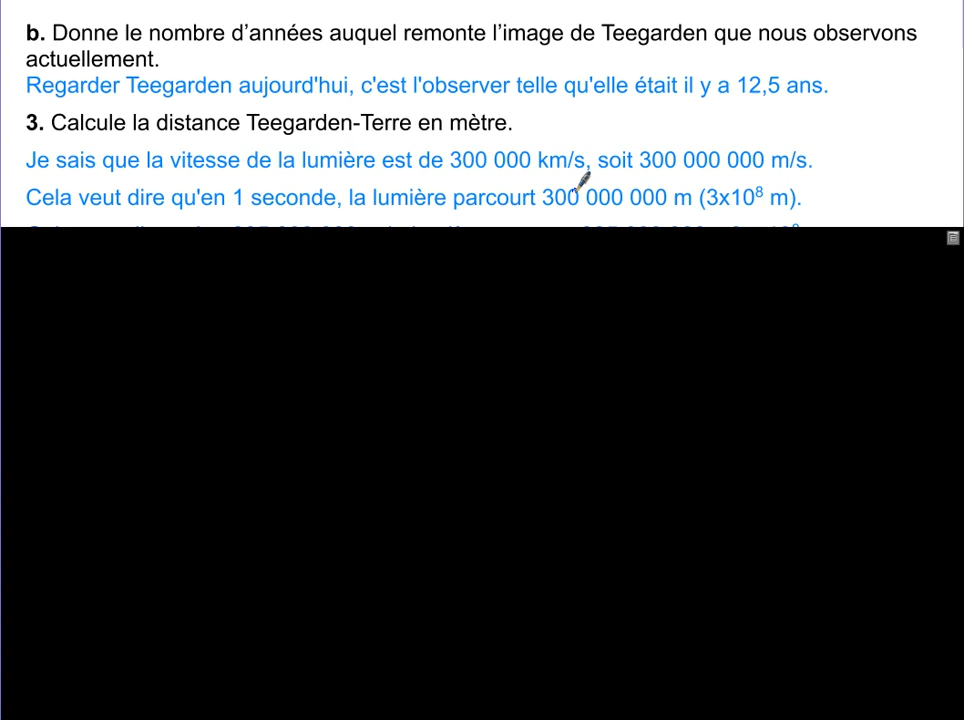 b. Donne le nombre d’années auquel remonte l’image de Teegarden que nous observons
actuellement.
Regarder Teegarden aujourd'hui, c'est l'observer telle qu'elle était il y a 12,5 ans.
3. Calcule la distance Teegarden-Terre en mètre.
Je sais que la vitesse de la lumière est de 300 000 km/s, soit 300 000 000 m/s.
Cela veut dire qu'en 1 seconde, la lumière parcourt 300 000 000 m (3x10⁸ m).